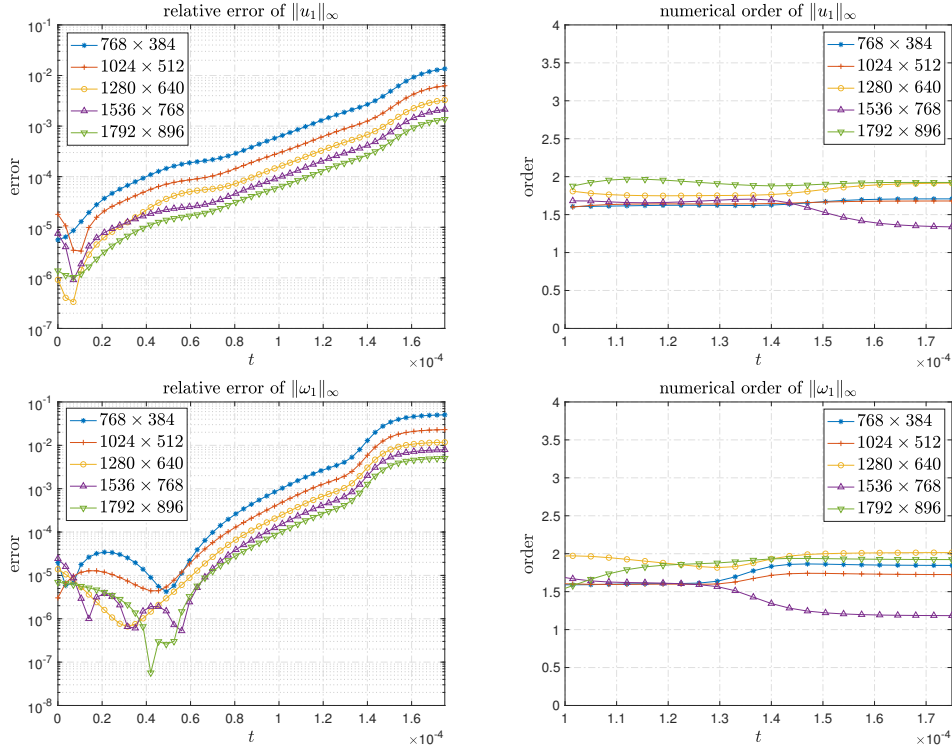 relative error of ‖u₁‖∞
10⁻¹
10⁻²
10⁻³
10⁻⁴
10⁻⁵
10⁻⁶
10⁻⁷
error
768 × 384
1024 × 512
1280 × 640
1536 × 768
1792 × 896
0 0.2 0.4 0.6 0.8 1 1.2 1.4 1.6
t
×10⁻⁴
numerical order of ‖u₁‖∞
4
3.5
3
2.5
2
1.5
1
0.5
0
order
768 × 384
1024 × 512
1280 × 640
1536 × 768
1792 × 896
1 1.1 1.2 1.3 1.4 1.5 1.6 1.7
t
×10⁻⁴
relative error of ‖ω₁‖∞
10⁻¹
10⁻²
10⁻³
10⁻⁴
10⁻⁵
10⁻⁶
10⁻⁷
10⁻⁸
error
768 × 384
1024 × 512
1280 × 640
1536 × 768
1792 × 896
0 0.2 0.4 0.6 0.8 1 1.2 1.4 1.6
t
×10⁻⁴
numerical order of ‖ω₁‖∞
4
3.5
3
2.5
2
1.5
1
0.5
0
order
768 × 384
1024 × 512
1280 × 640
1536 × 768
1792 × 896
1 1.1 1.2 1.3 1.4 1.5 1.6 1.7
t
×10⁻⁴